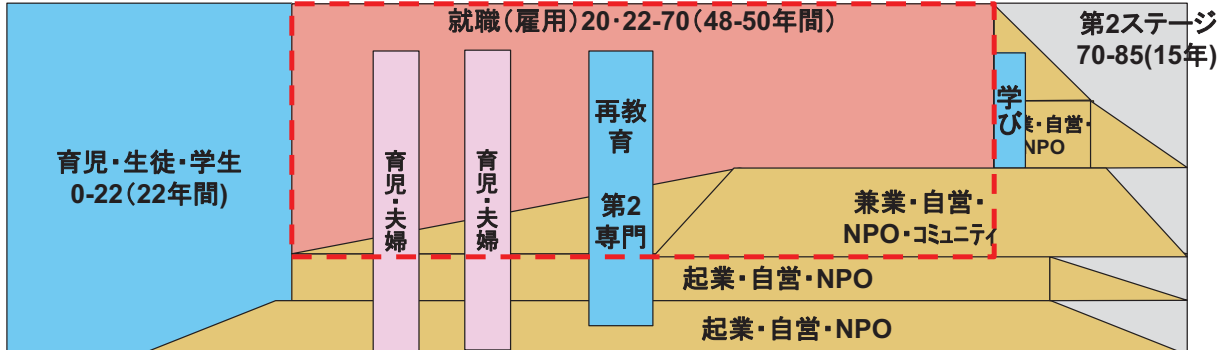 就職(雇用)20・22-70(48-50年間)
第2ステージ
70-85(15年)
育児・生徒・学生
0-22(22年間)
育児・夫婦
育児・夫婦
再教育
第2専門
学び
業・自営・
NPO
兼業・自営・
NPO・コミュニティ
起業・自営・NPO
起業・自営・NPO